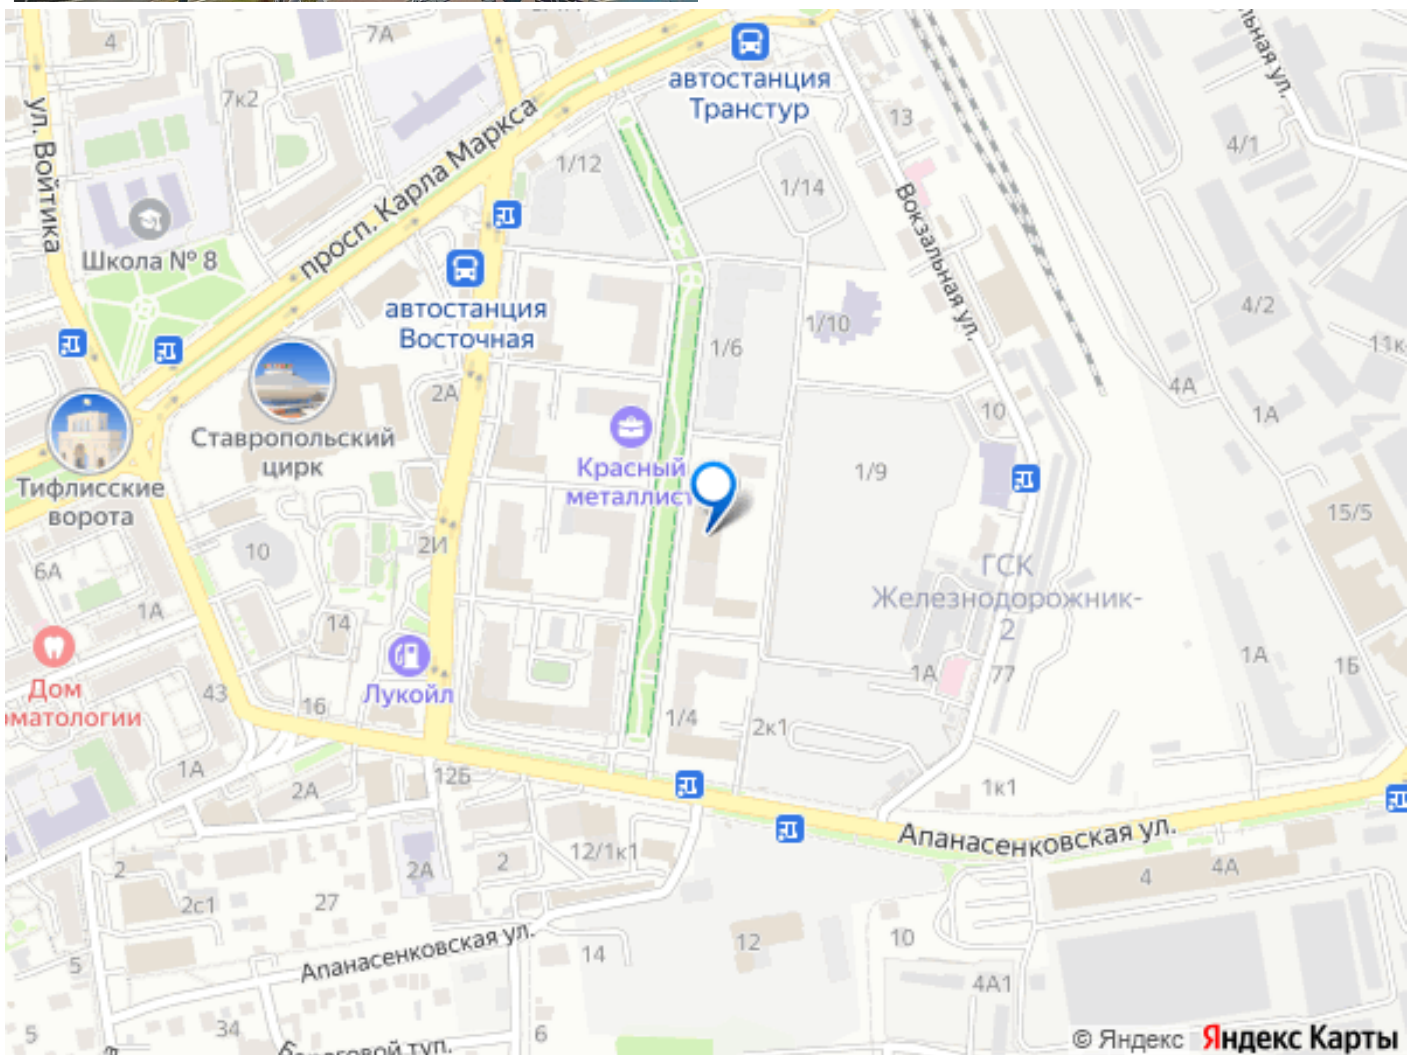 4
7А
автостанция
Транстур
7к2
13
4/1
ул. Войтика
просп. Карла Маркса
1/12
1/14
Вокзальная ул.
Школа № 8
автостанция
Восточная
1/10
4/2
1/6
11к
2А
4А
10
1А
Ставропольский
цирк
Красный
металлист
1/9
Тифлисские
ворота
15/5
10
2И
6А
ГСК
Железнодорожник-
2
1А
14
Дом
оматологии
43
16
Лукойл
1/4
2к1
1А
77
1А
1Б
1А
2А
12Б
1к1
Апанасенковская ул.
2
2с1
27
2А
2
12/1к1
4
4А
5
Апанасенковская ул.
14
12
10
4А1
5
34
6
© Яндекс Яндекс Карты